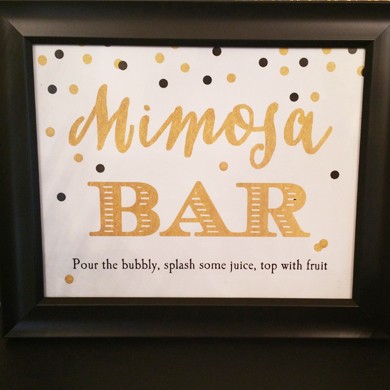 Mimosa
BAR
Pour the bubbly, splash some juice, top with fruit